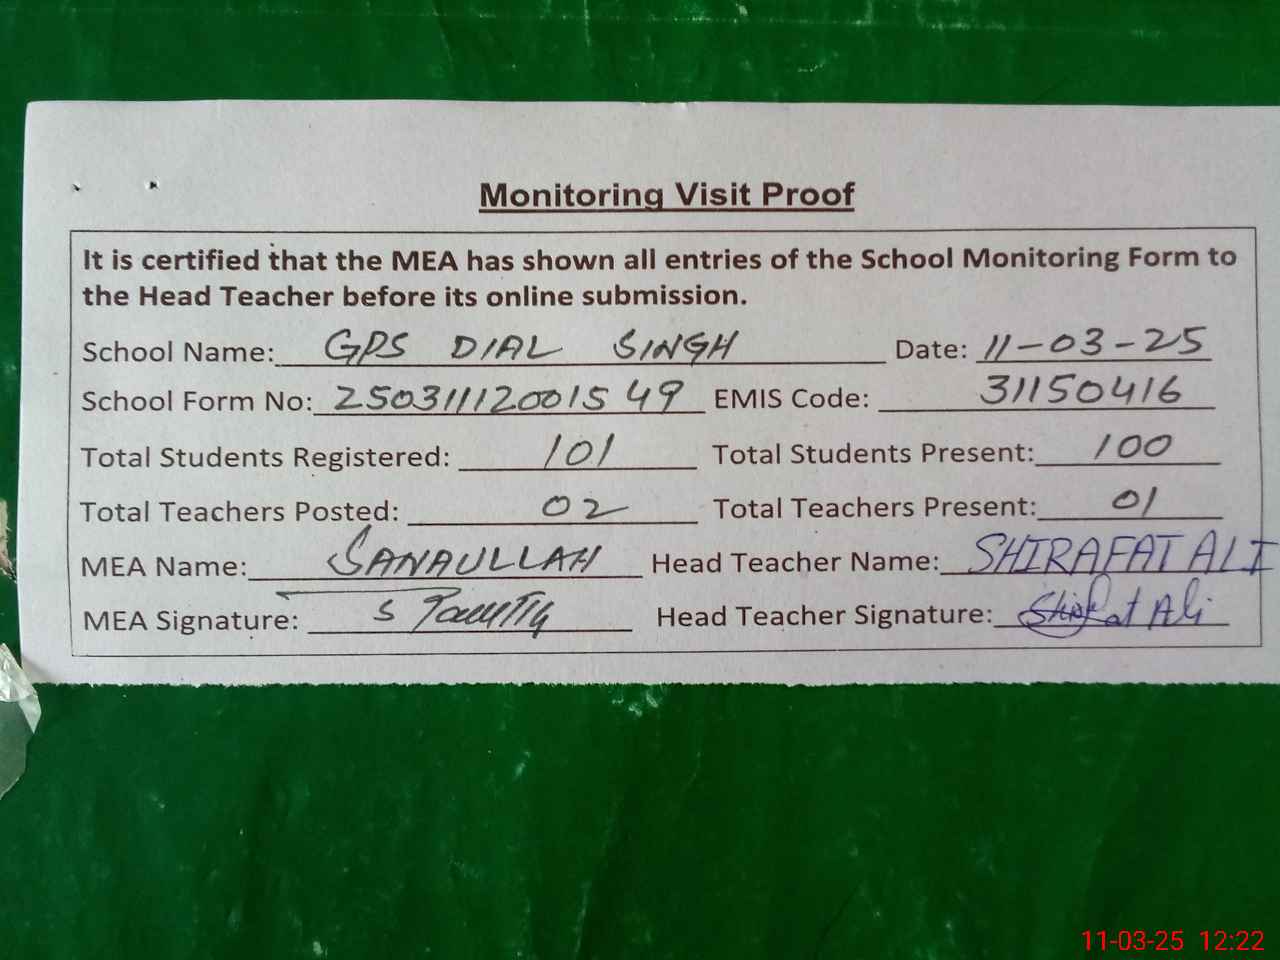 Monitoring Visit Proof
It is certified that the MEA has shown all entries of the School Monitoring Form to
the Head Teacher before its online submission.
School Name: GPS DIAL SINGH Date: 11-03-25
School Form No: 25031112001549 EMIS Code: 31150416
Total Students Registered: 101 Total Students Present: 100
Total Teachers Posted: 02 Total Teachers Present: 01
MEA Name: SANAULLAH Head Teacher Name: SHIRAFAT ALI
MEA Signature: Head Teacher Signature: Ali
11-03-25 12:22